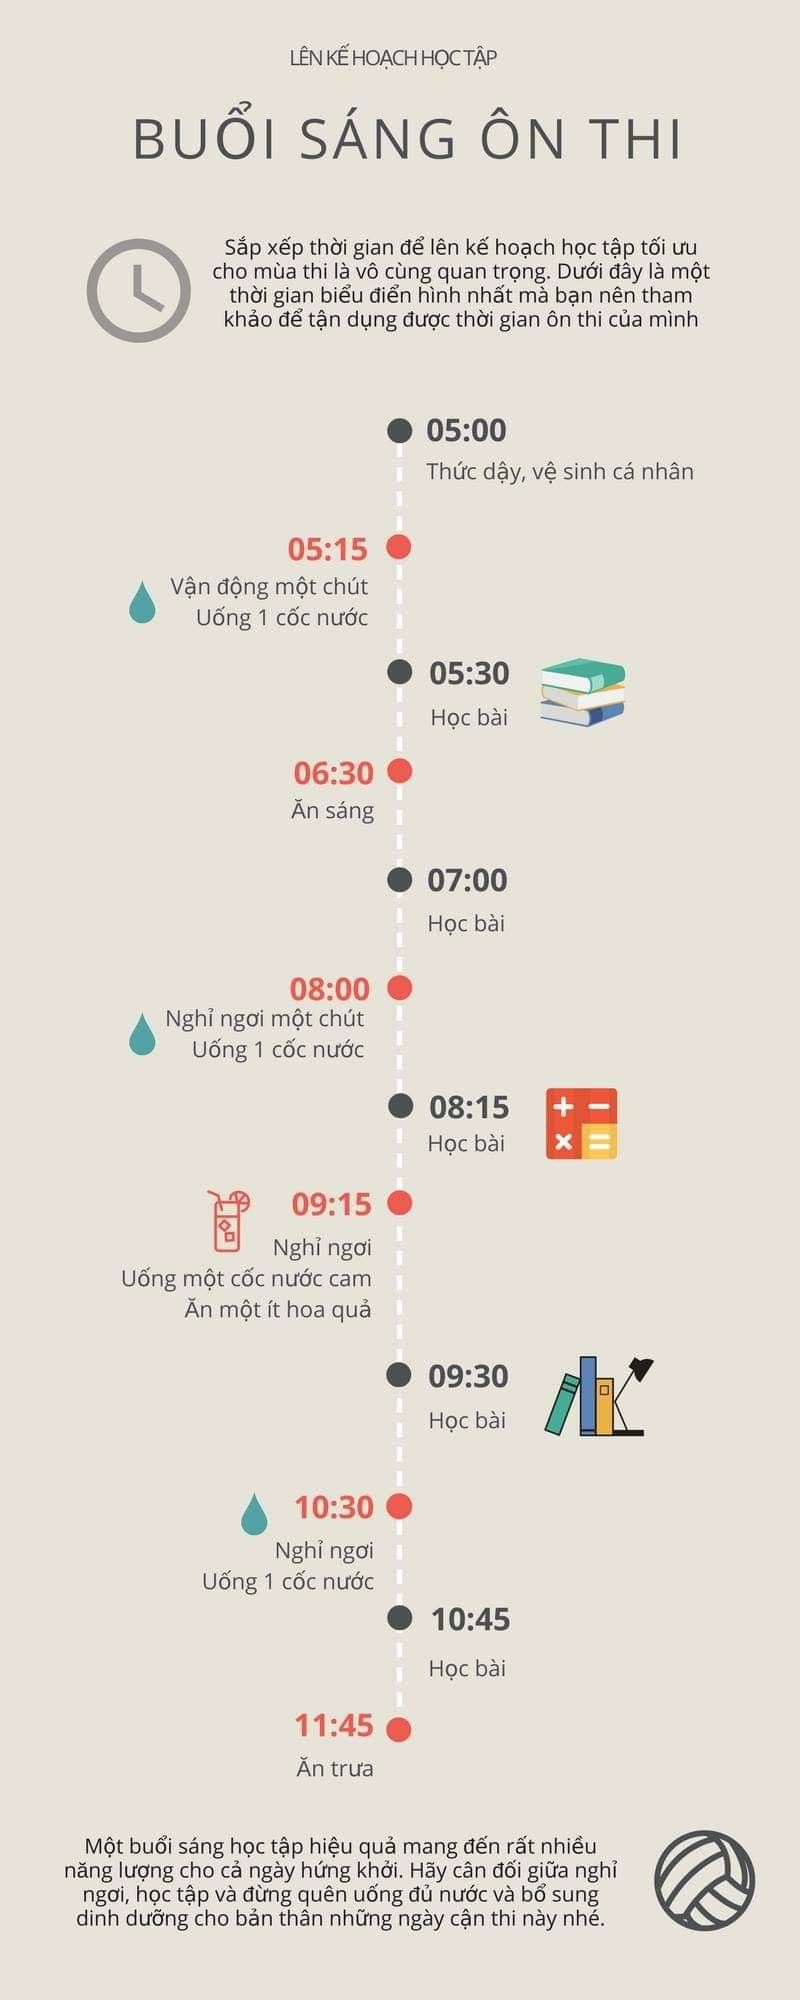 LÊN KẾ HOẠCH HỌC TẬP
BUỔI SÁNG ÔN THI
Sắp xếp thời gian để lên kế hoạch học tập tối ưu
cho mùa thi là vô cùng quan trọng. Dưới đây là một
thời gian biểu điển hình nhất mà bạn nên tham
khảo để tận dụng được thời gian ôn thi của mình
05:00
Thức dậy, vệ sinh cá nhân
05:15
Vận động một chút
Uống 1 cốc nước
05:30
Học bài
06:30
Ăn sáng
07:00
Học bài
08:00
Nghỉ ngơi một chút
Uống 1 cốc nước
08:15
Học bài
09:15
Nghỉ ngơi
Uống một cốc nước cam
Ăn một ít hoa quả
09:30
Học bài
10:30
Nghỉ ngơi
Uống 1 cốc nước
10:45
Học bài
11:45
Ăn trưa
Một buổi sáng học tập hiệu quả mang đến rất nhiều
năng lượng cho cả ngày hứng khởi. Hãy cân đối giữa nghỉ
ngơi, học tập và đừng quên uống đủ nước và bổ sung
dinh dưỡng cho bản thân những ngày cận thi này nhé.